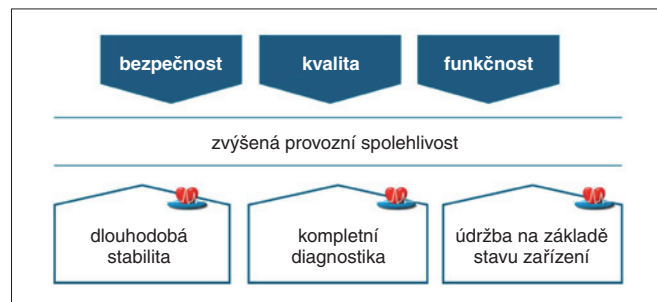 bezpečnost
kvalita
funkčnost
zvýšená provozní spolehlivost
dlouhodobá
stabilita
kompletní
diagnostika
údržba na základě
stavu zařízení